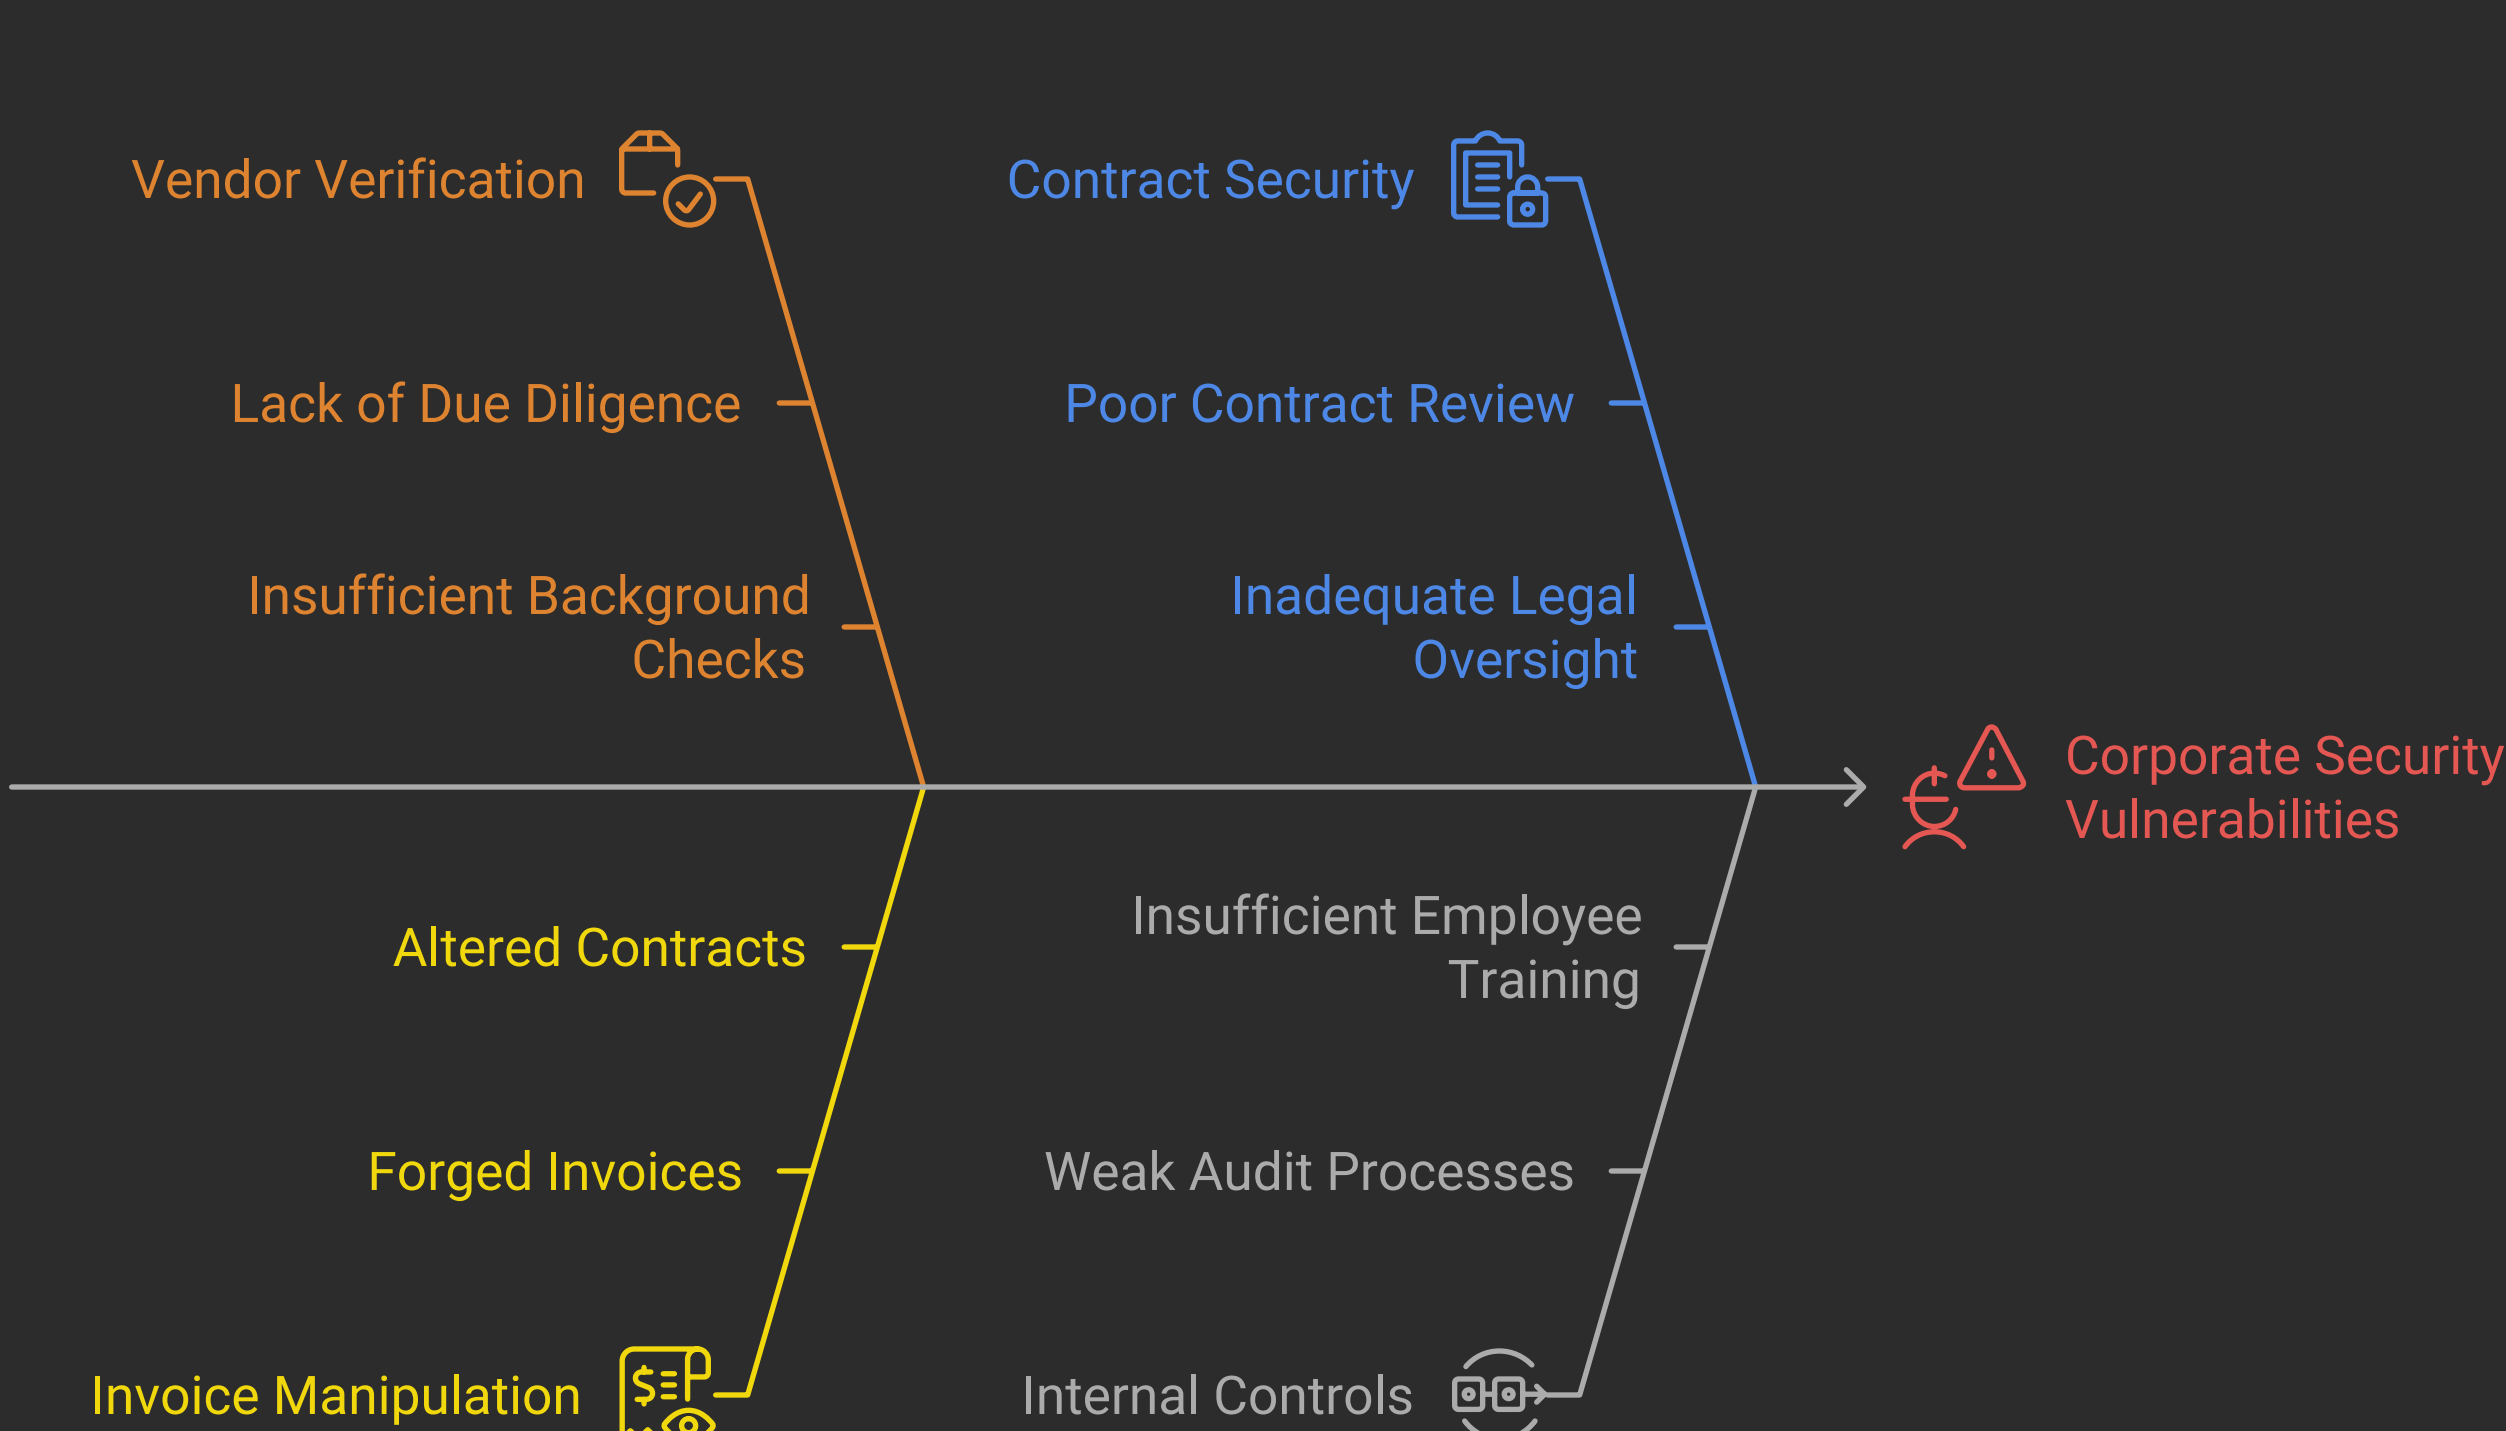 Vendor Verification
Contract Security
Lack of Due Diligence
Poor Contract Review
Insufficient Background
Checks
Inadequate Legal
Oversight
Corporate Security
Vulnerabilities
Altered Contracts
Insufficient Employee
Training
Forged Invoices
Weak Audit Processes
Invoice Manipulation
Internal Controls